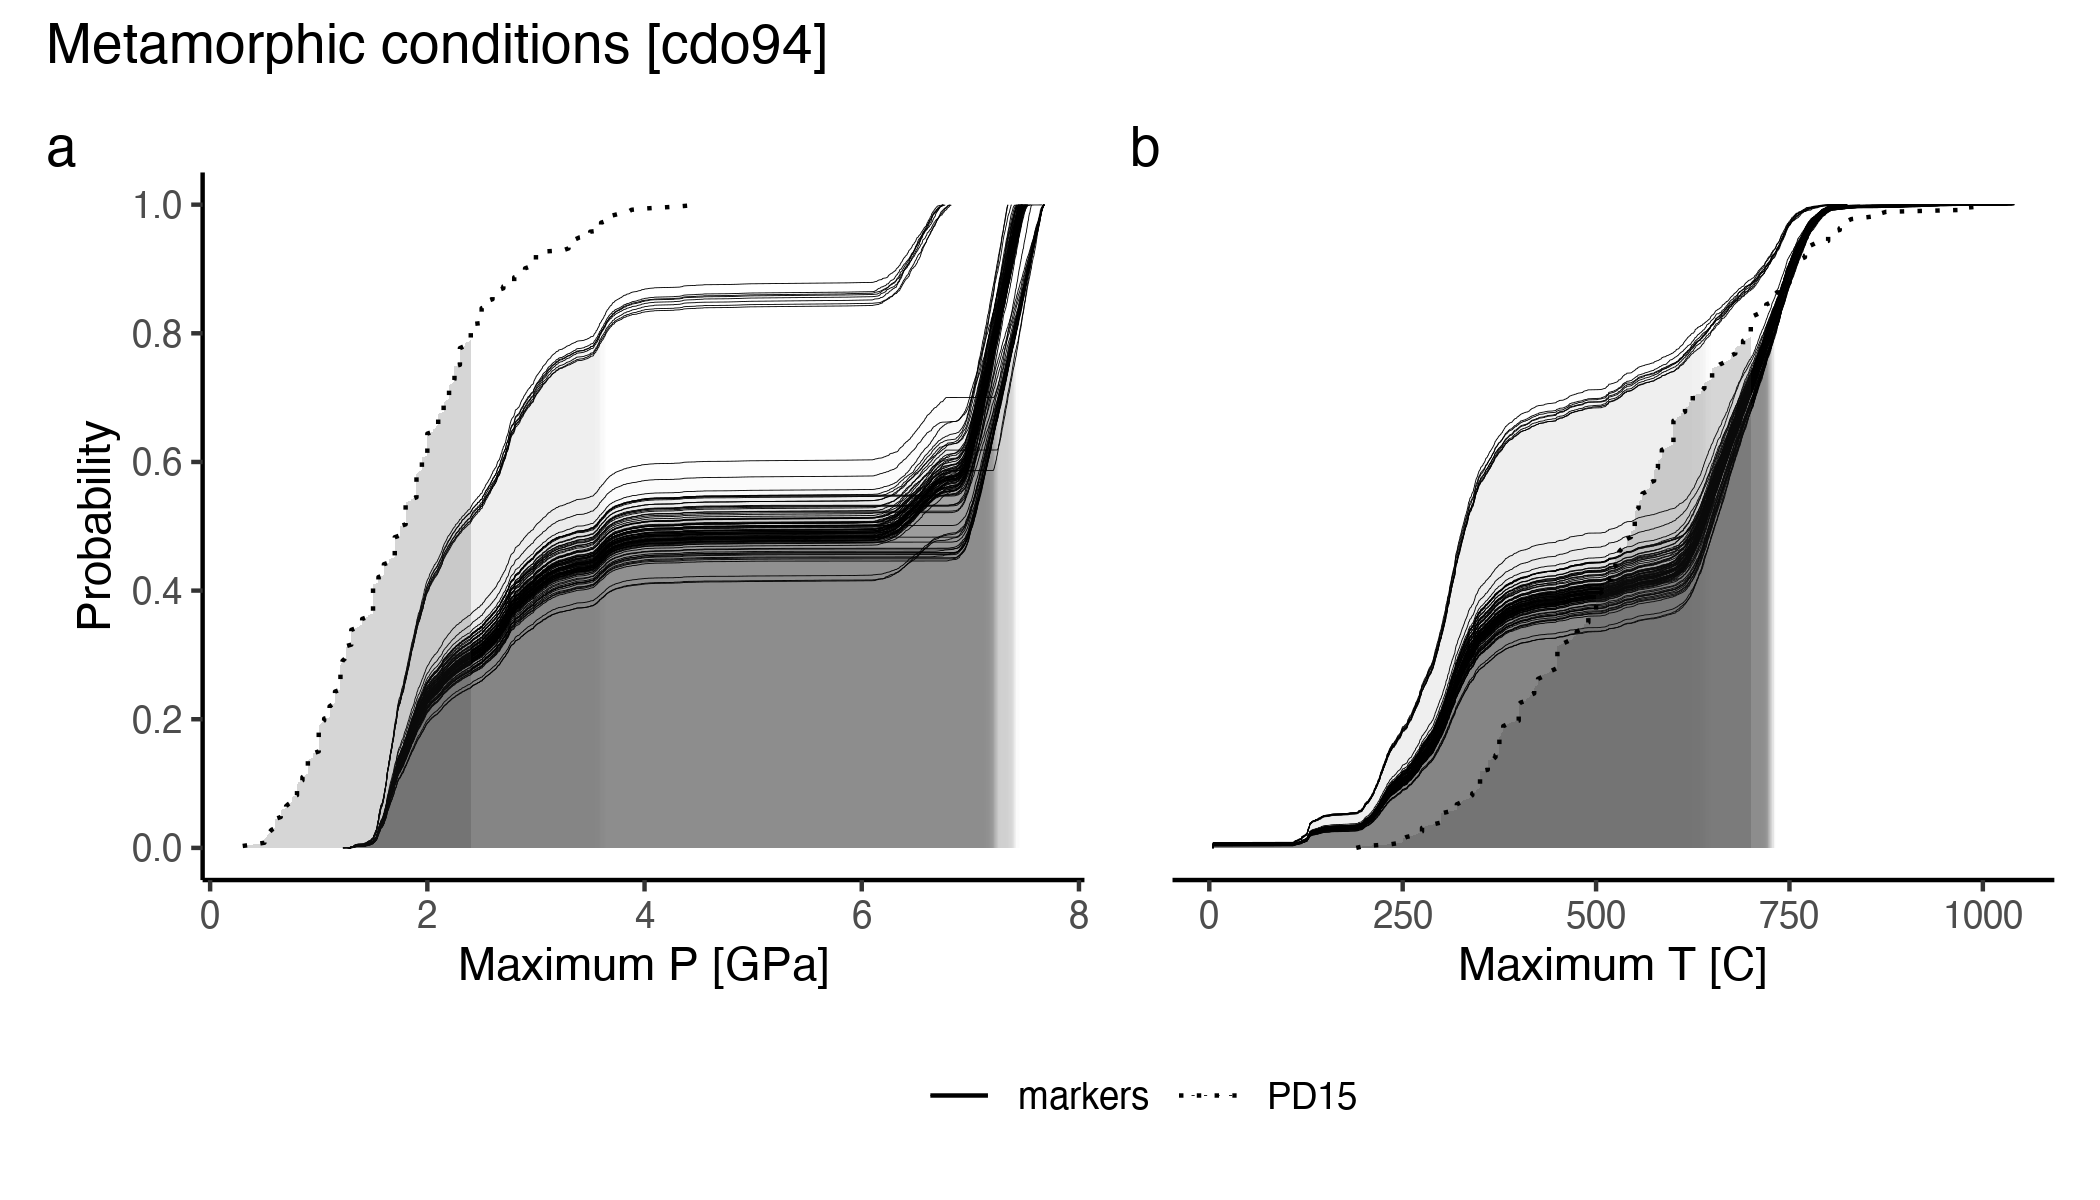 Metamorphic conditions [cdo94]
a
b
1.0
0.8
0.6
0.4
0.2
0.0
Probability
0 2 4 6 8
0 250 500 750 1000
Maximum P [GPa]
Maximum T [C]
markers PD15